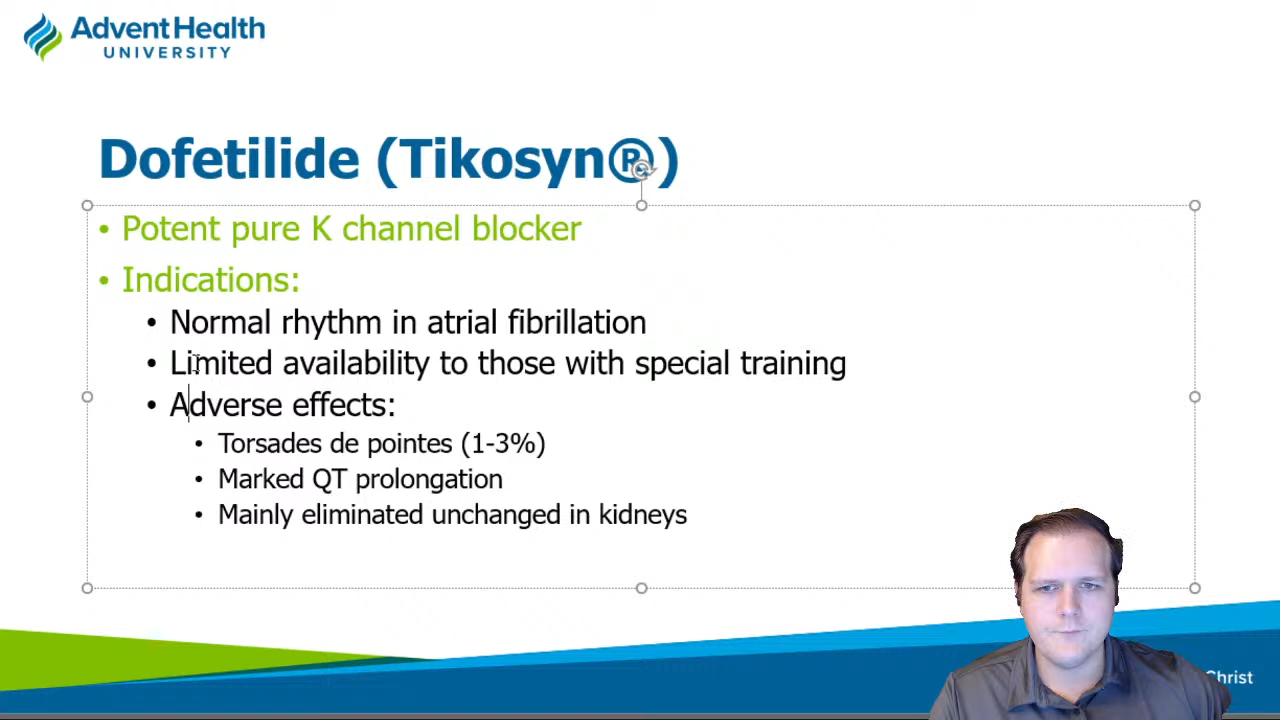 AdventHealth
UNIVERSITY
Dofetilide (Tikosyn®)
• Potent pure K channel blocker
• Indications:
• Normal rhythm in atrial fibrillation
• Limited availability to those with special training
• Adverse effects:
• Torsades de pointes (1-3%)
• Marked QT prolongation
• Mainly eliminated unchanged in kidneys
Christ